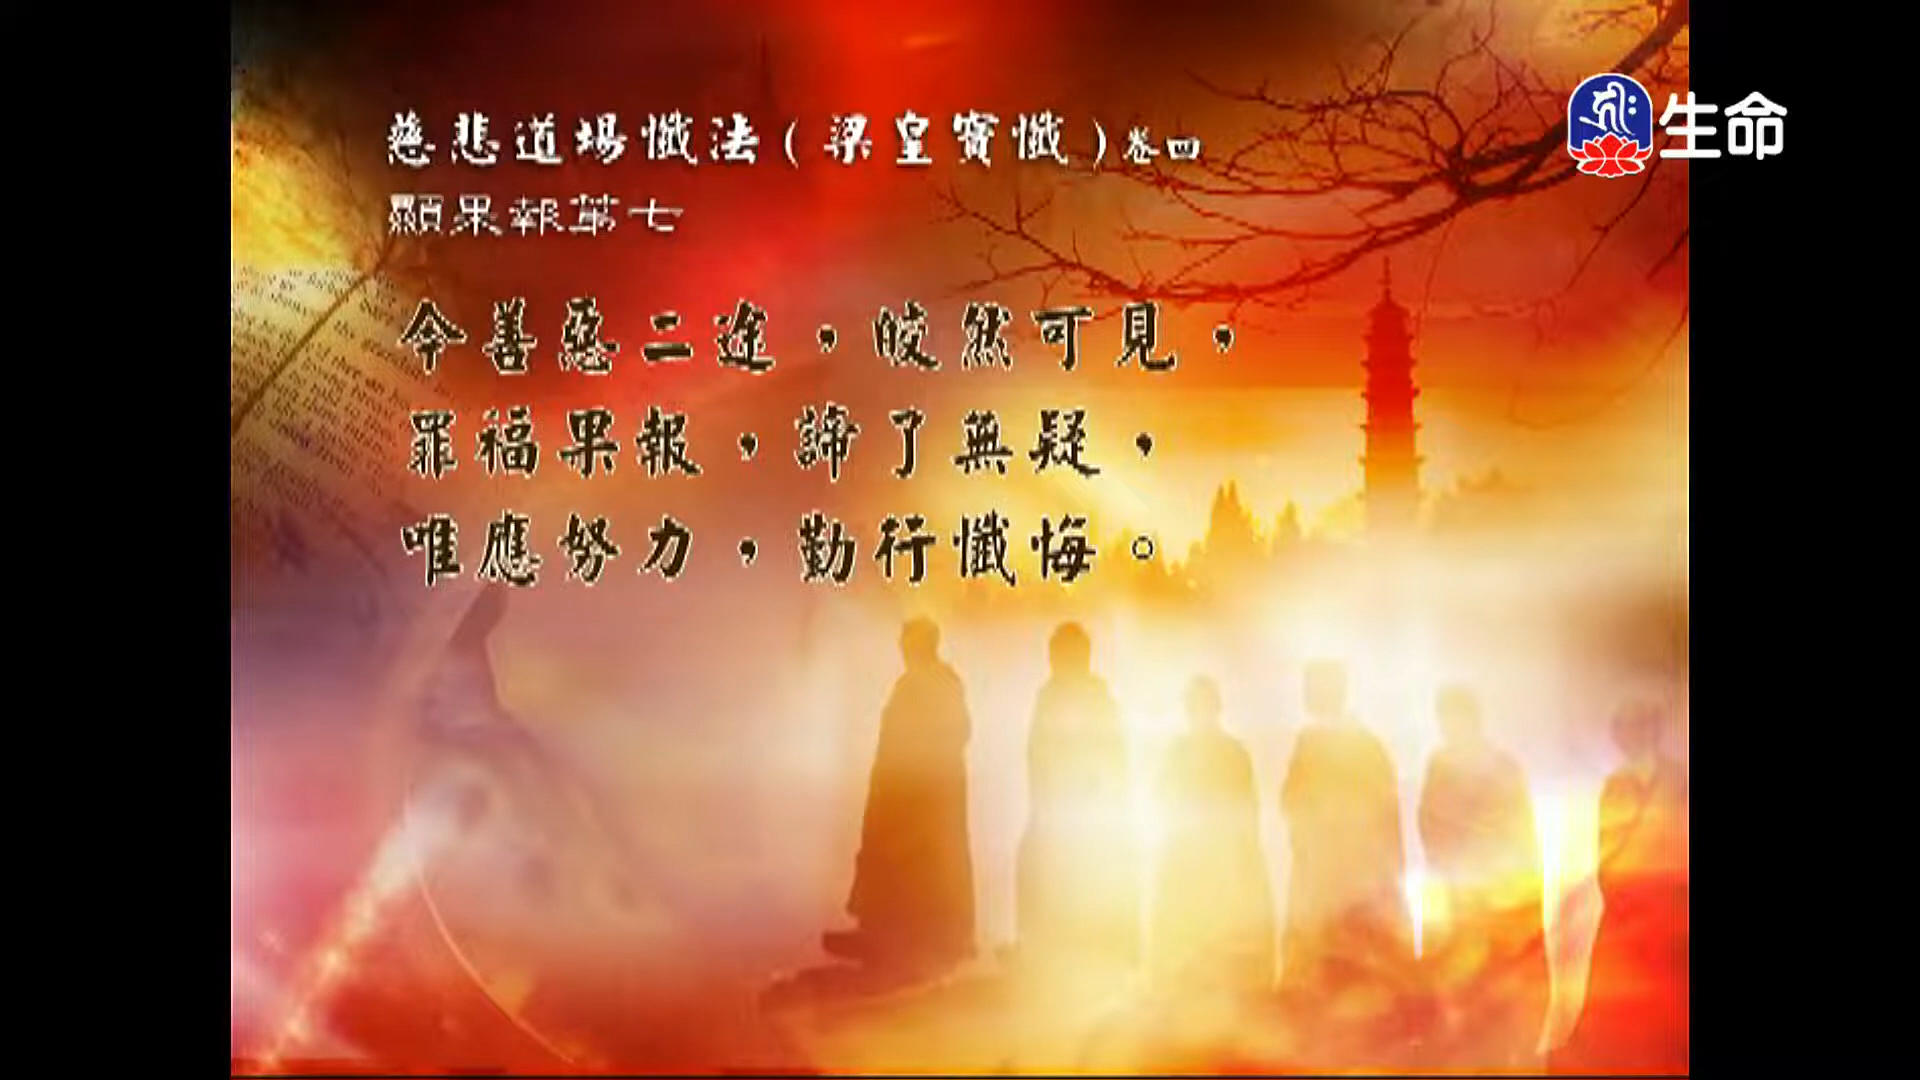 慈悲道場懺法(梁皇寶懺)卷四
顯果報第七
生命
今善惡二途，皎然可見，
罪福果報，諦了無疑，
唯應努力，勤行懺悔。